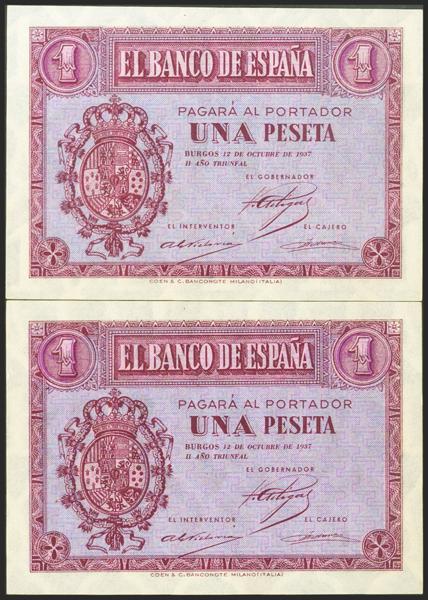 1 EL BANCO DE ESPAÑA 1
PAGARÁ AL PORTADOR
UNA PESETA
BURGOS 12 DE OCTUBRE DE 1937
II AÑO TRIUNFAL
EL GOBERNADOR
EL INTERVENTOR EL CAJERO
COEN & C. BANCONOTE MILANO (ITALIA)
1 EL BANCO DE ESPAÑA 1
PAGARÁ AL PORTADOR
UNA PESETA
BURGOS 12 DE OCTUBRE DE 1937
II AÑO TRIUNFAL
EL GOBERNADOR
EL INTERVENTOR EL CAJERO
COEN & C. BANCONOTE MILANO (ITALIA)